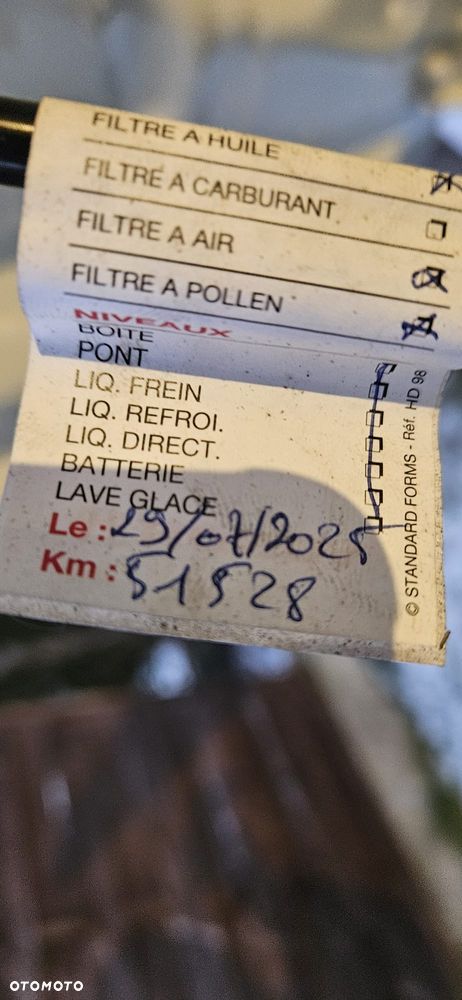 FILTRE A HUILE
FILTRE A CARBURANT
FILTRE A AIR
FILTRE A POLLEN
NIVEAUX
BOITE
PONT
LIQ. FREIN
LIQ. REFROI.
LIQ. DIRECT.
BATTERIE
LAVE GLACE
Le : 29/07/2025
Km : 51528
© STANDARD FORMS - Réf. HD 98
OTOMOTO